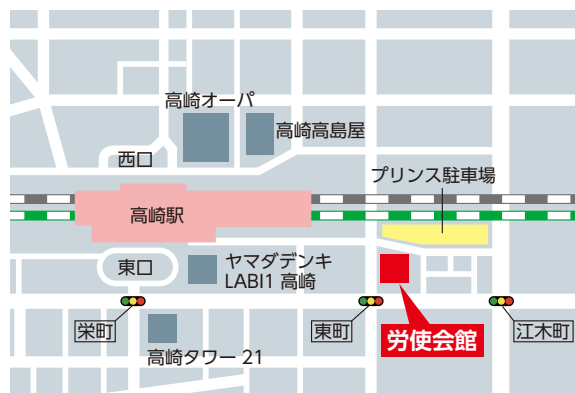 高崎オーパ
高崎高島屋
西口
プリンス駐車場
高崎駅
東口
ヤマダデンキ
LABI1 高崎
栄町
東町
労使会館
江木町
高崎タワー 21